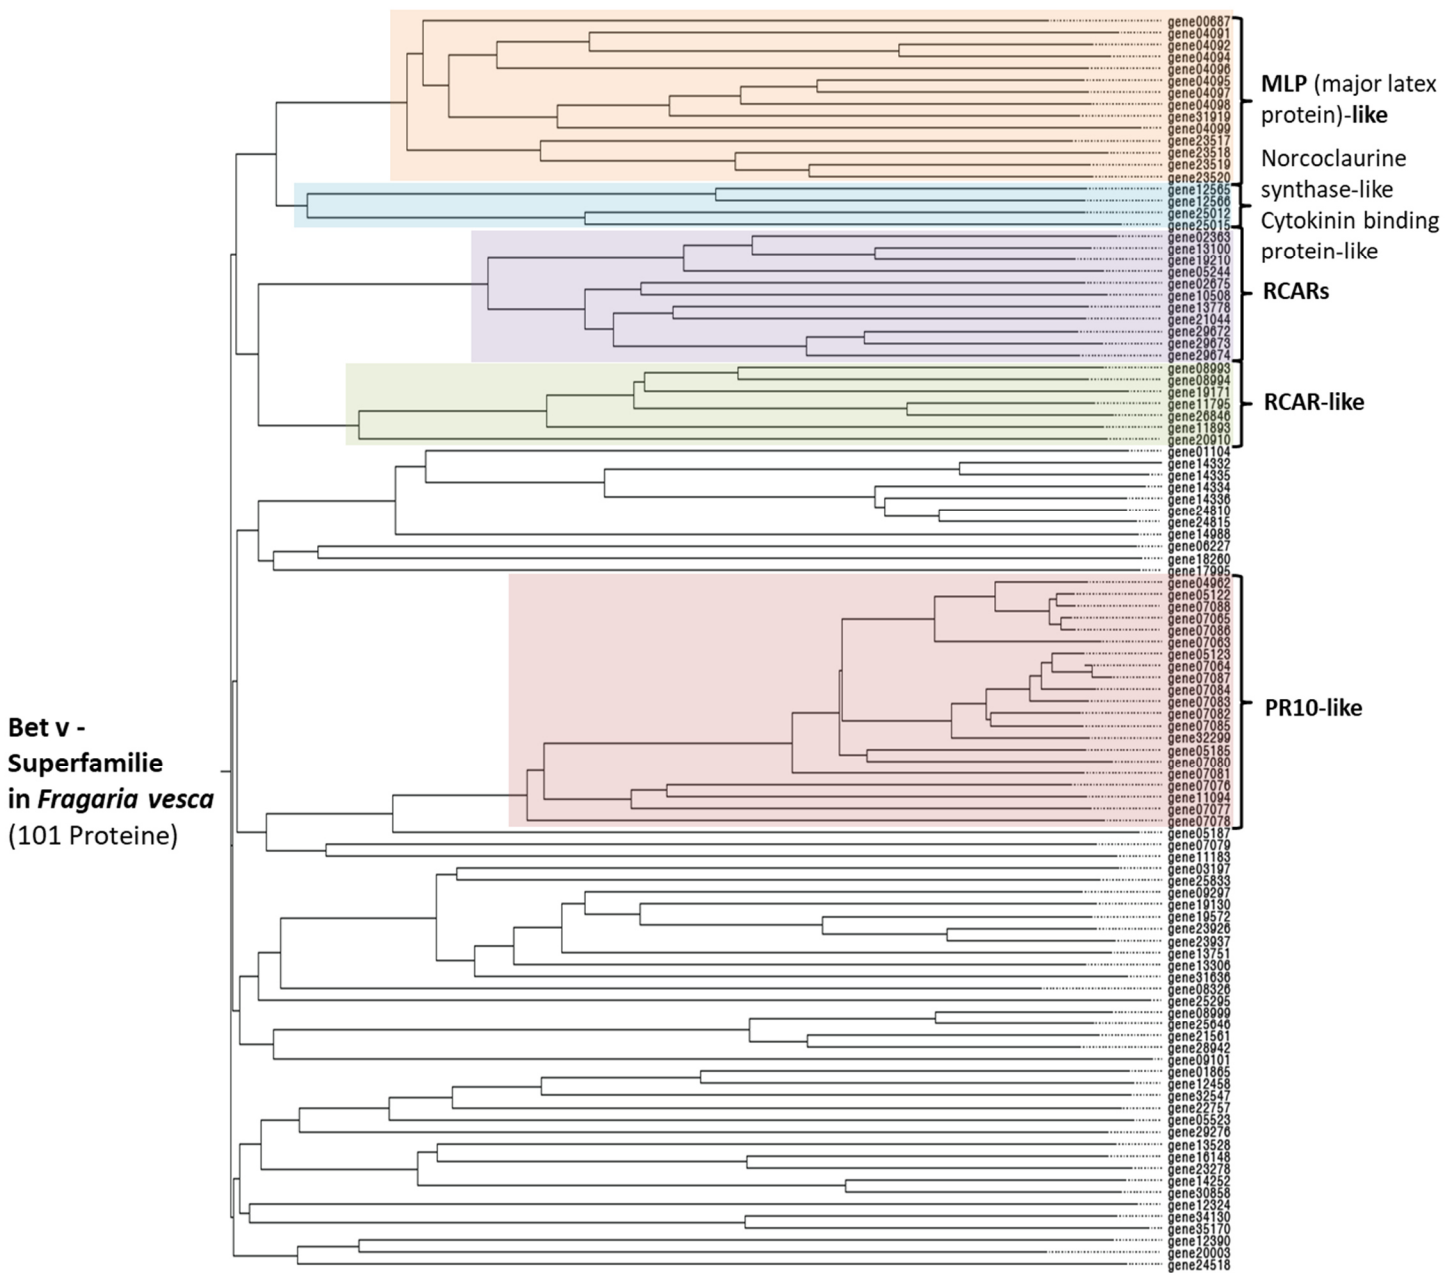 gene00687
gene04091
gene04092
gene04094
gene04096
gene04095
gene04097
gene04098
gene31919
gene04099
gene23517
gene23518
gene23519
gene23520
gene12565
gene12566
gene25012
gene25015
gene02363
gene13100
gene19210
gene05244
gene02675
gene10508
gene13778
gene21044
gene29672
gene29673
gene29674
gene08993
gene08994
gene19171
gene11795
gene26846
gene11893
gene20910
gene01104
gene14332
gene14335
gene14334
gene14336
gene24810
gene24815
gene14988
gene06227
gene18260
gene17995
gene04962
gene05122
gene07088
gene07065
gene07086
gene07063
gene05123
gene07064
gene07087
gene07084
gene07083
gene07082
gene07085
gene32299
gene05185
gene07080
gene07081
gene07076
gene11094
gene07077
gene07078
gene05187
gene07079
gene11183
gene03197
gene25833
gene09297
gene19130
gene19572
gene23926
gene23937
gene13751
gene13306
gene31636
gene08326
gene25295
gene08999
gene25646
gene21561
gene28942
gene09101
gene01865
gene12458
gene32547
gene22757
gene05523
gene29276
gene13528
gene16148
gene23278
gene14252
gene30858
gene12324
gene34130
gene35170
gene12390
gene20003
gene24518
MLP (major latex
protein)-like
Norcoclaurine
synthase-like
Cytokinin binding
protein-like
RCARs
RCAR-like
PR10-like
Bet v -
Superfamilie
in Fragaria vesca
(101 Proteine)